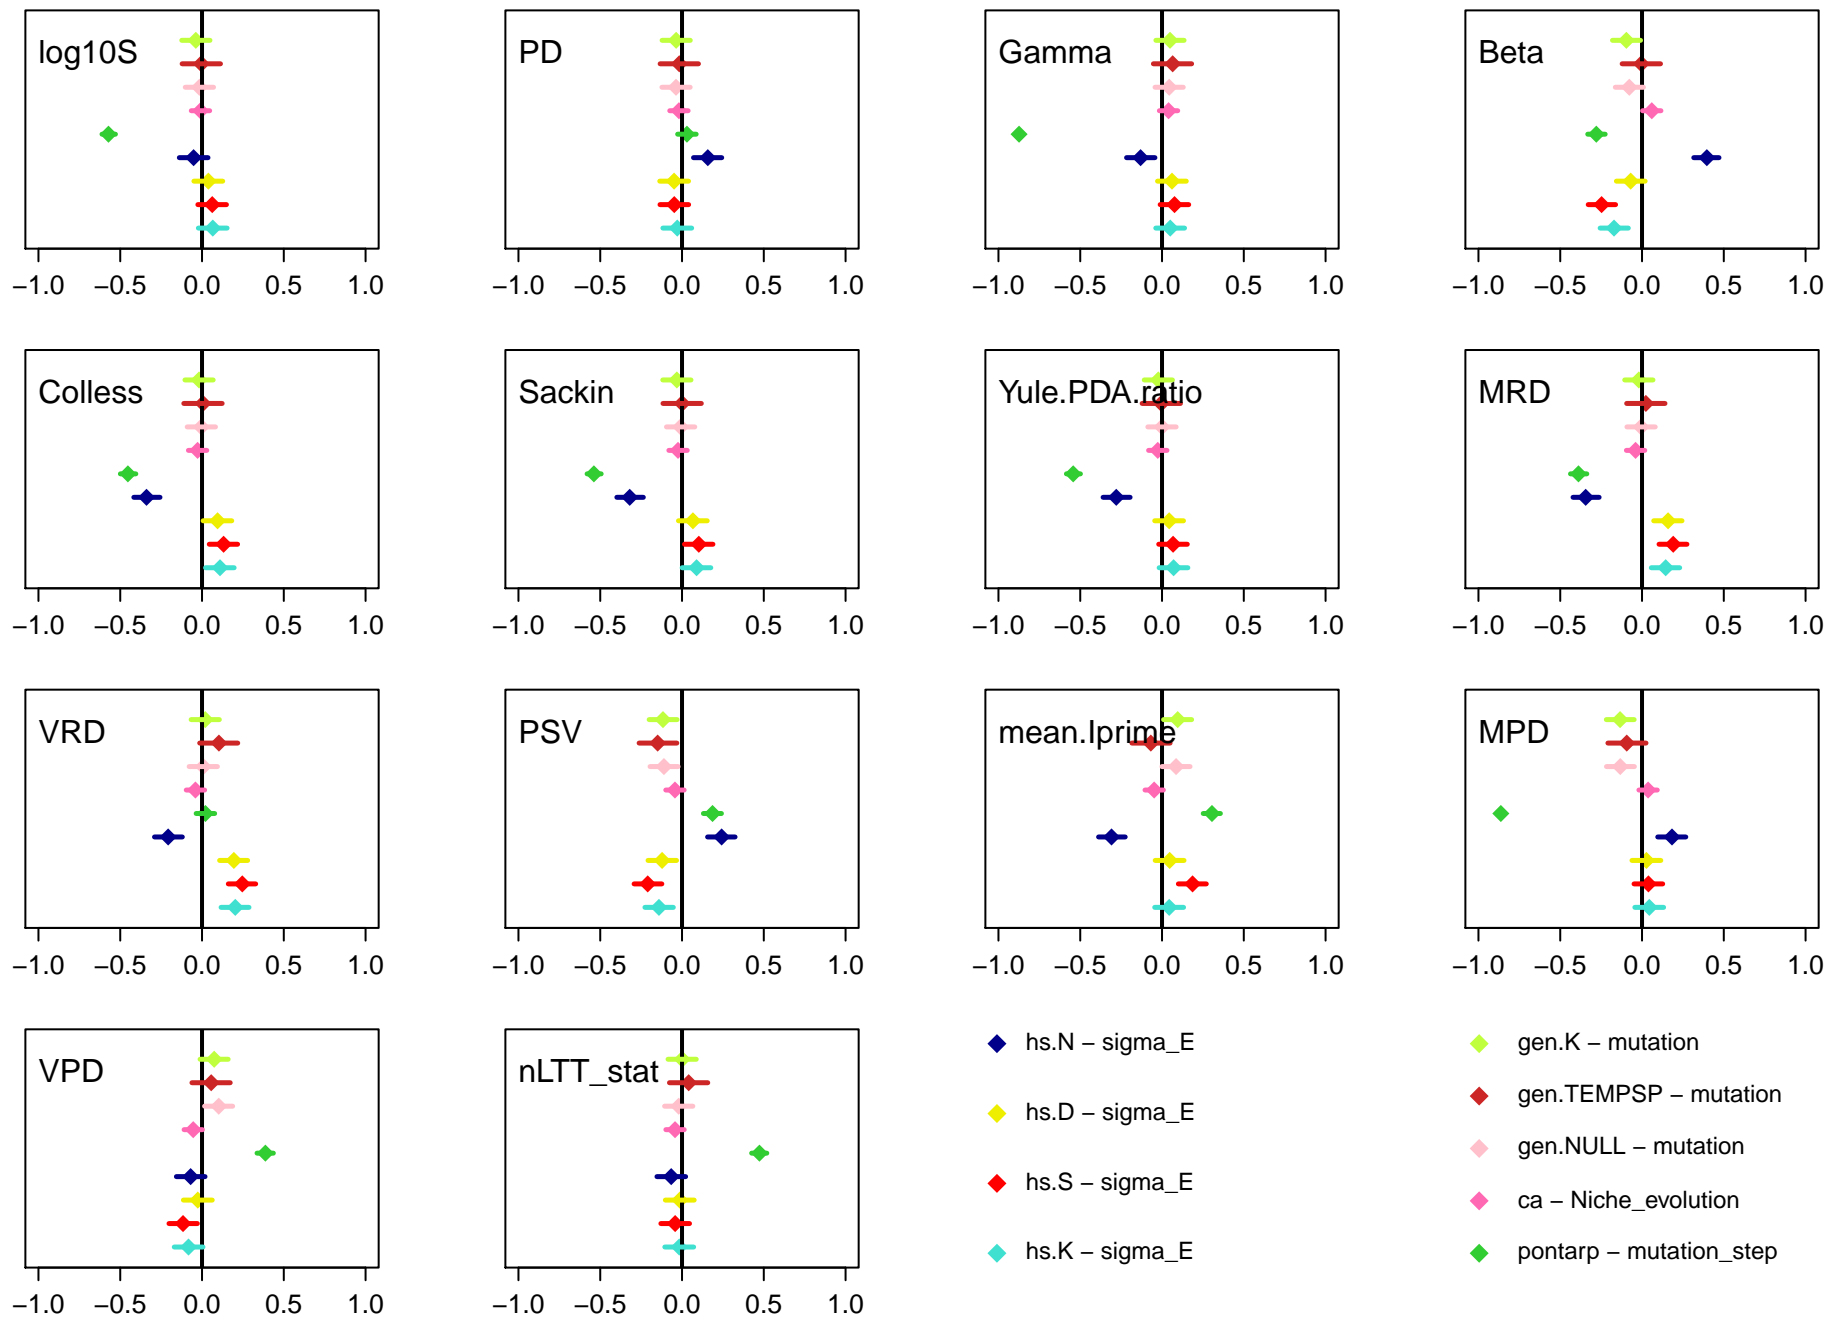 log10S
PD
Gamma
Beta
−1.0 −0.5 0.0 0.5 1.0
−1.0 −0.5 0.0 0.5 1.0
−1.0 −0.5 0.0 0.5 1.0
−1.0 −0.5 0.0 0.5 1.0
Colless
Sackin
Yule.PDA.ratio
MRD
−1.0 −0.5 0.0 0.5 1.0
−1.0 −0.5 0.0 0.5 1.0
−1.0 −0.5 0.0 0.5 1.0
−1.0 −0.5 0.0 0.5 1.0
VRD
PSV
mean.Iprime
MPD
−1.0 −0.5 0.0 0.5 1.0
−1.0 −0.5 0.0 0.5 1.0
−1.0 −0.5 0.0 0.5 1.0
−1.0 −0.5 0.0 0.5 1.0
VPD
nLTT_stat
−1.0 −0.5 0.0 0.5 1.0
−1.0 −0.5 0.0 0.5 1.0
hs.N − sigma_E
hs.D − sigma_E
hs.S − sigma_E
hs.K − sigma_E
gen.K − mutation
gen.TEMPSP − mutation
gen.NULL − mutation
ca − Niche_evolution
pontarp − mutation_step